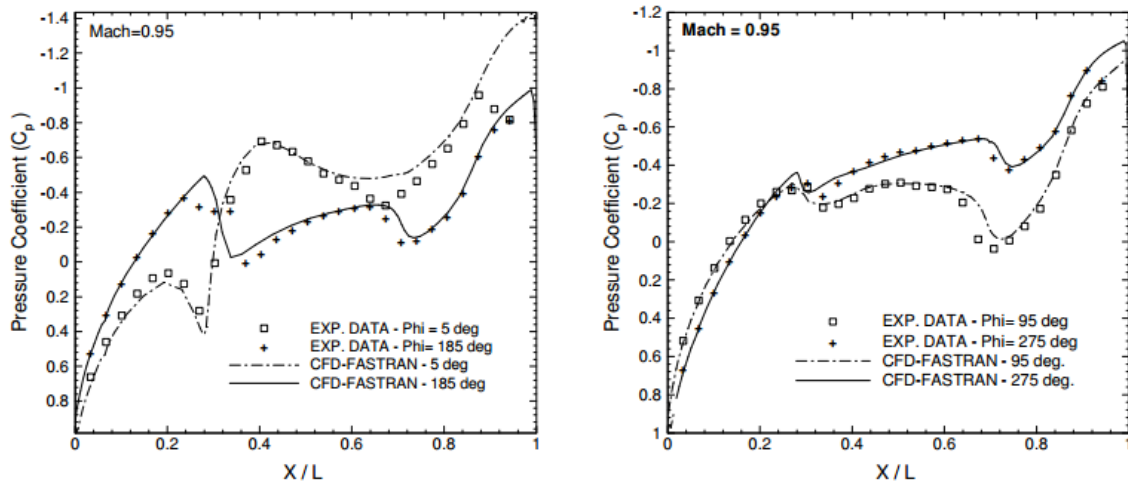 Mach=0.95
Pressure Coefficient (Cp)
-1.4
-1.2
-1
-0.8
-0.6
-0.4
-0.2
0
0.2
0.4
0.6
0.8
0
0.2
0.4
0.6
0.8
1
X / L
EXP. DATA - Phi = 5 deg
EXP. DATA - Phi= 185 deg
CFD-FASTRAN - 5 deg
CFD-FASTRAN - 185 deg
Mach = 0.95
Pressure Coefficient (Cp)
-1.2
-1
-0.8
-0.6
-0.4
-0.2
0
0.2
0.4
0.6
0.8
1
0
0.2
0.4
0.6
0.8
1
X / L
EXP. DATA - Phi= 95 deg
EXP. DATA - Phi= 275 deg
CFD-FASTRAN - 95 deg.
CFD-FASTRAN - 275 deg.